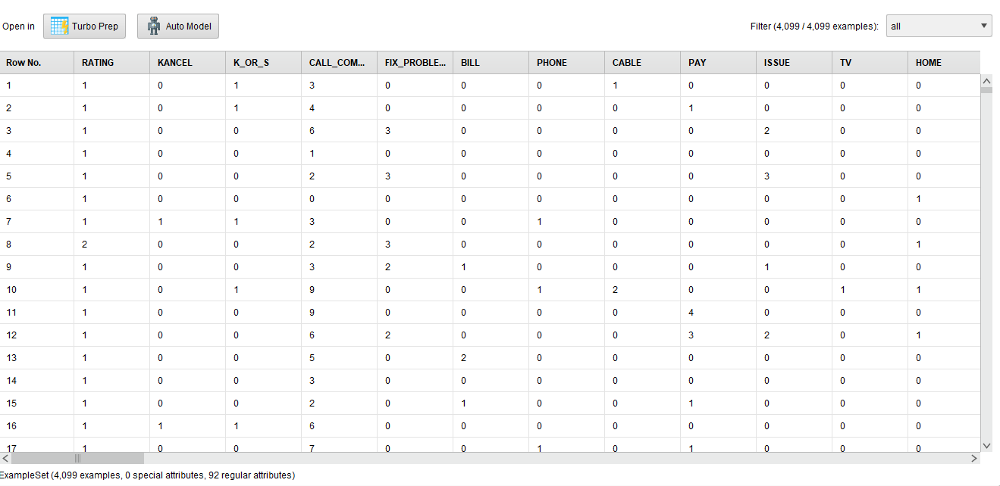 Open in Turbo Prep Auto Model Filter (4,099 / 4,099 examples): all
Row No. RATING KANCEL K_OR_S CALL_COM... FIX_PROBLE... BILL PHONE CABLE PAY ISSUE TV HOME
1 1 0 1 3 0 0 0 1 0 0 0 0
2 1 0 1 4 0 0 0 0 1 0 0 0
3 1 0 0 6 3 0 0 0 0 2 0 0
4 1 0 0 1 0 0 0 0 0 0 0 0
5 1 0 0 2 3 0 0 0 0 3 0 0
6 1 0 0 0 0 0 0 0 0 0 0 1
7 1 1 1 3 0 0 1 0 0 0 0 0
8 2 0 0 2 3 0 0 0 0 0 0 1
9 1 0 0 3 2 1 0 0 0 1 0 0
10 1 0 1 9 0 0 1 2 0 0 1 1
11 1 0 0 9 0 0 0 0 4 0 0 0
12 1 0 0 6 2 0 0 0 3 2 0 1
13 1 0 0 5 0 2 0 0 0 0 0 0
14 1 0 0 3 0 0 0 0 0 0 0 0
15 1 0 0 2 0 1 0 0 1 0 0 0
16 1 1 1 6 0 0 0 0 0 0 0 0
17 1 0 0 7 0 0 1 0 1 0 0 0
ExampleSet (4,099 examples, 0 special attributes, 92 regular attributes)